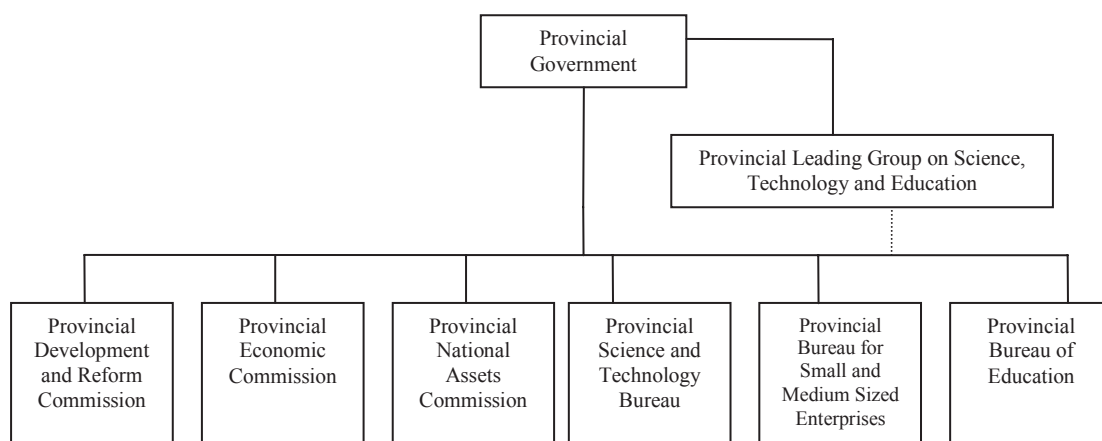 Provincial
Government
Provincial Leading Group on Science,
Technology and Education
Provincial
Development
and Reform
Commission
Provincial
Economic
Commission
Provincial
National
Assets
Commission
Provincial
Science and
Technology
Bureau
Provincial
Bureau for
Small and
Medium Sized
Enterprises
Provincial
Bureau of
Education